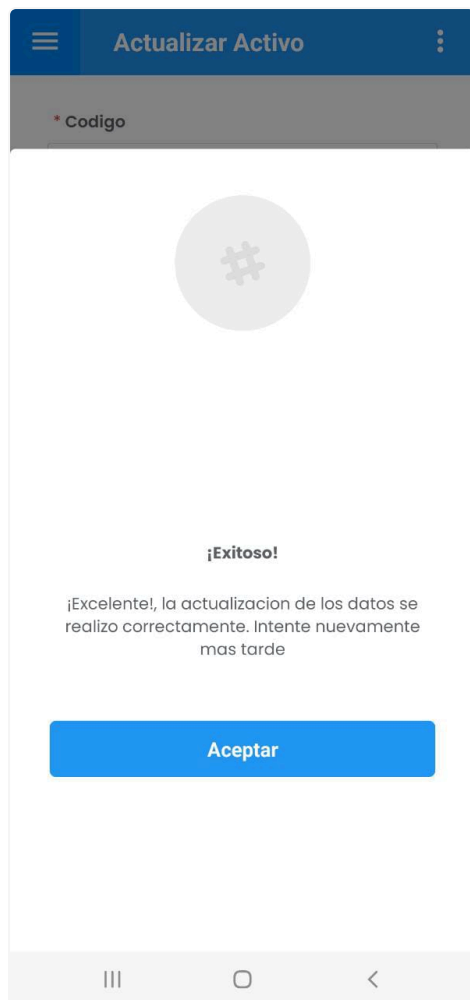 Actualizar Activo
* Codigo
#
¡Exitoso!
¡Excelente!, la actualizacion de los datos se
realizo correctamente. Intente nuevamente
mas tarde
Aceptar